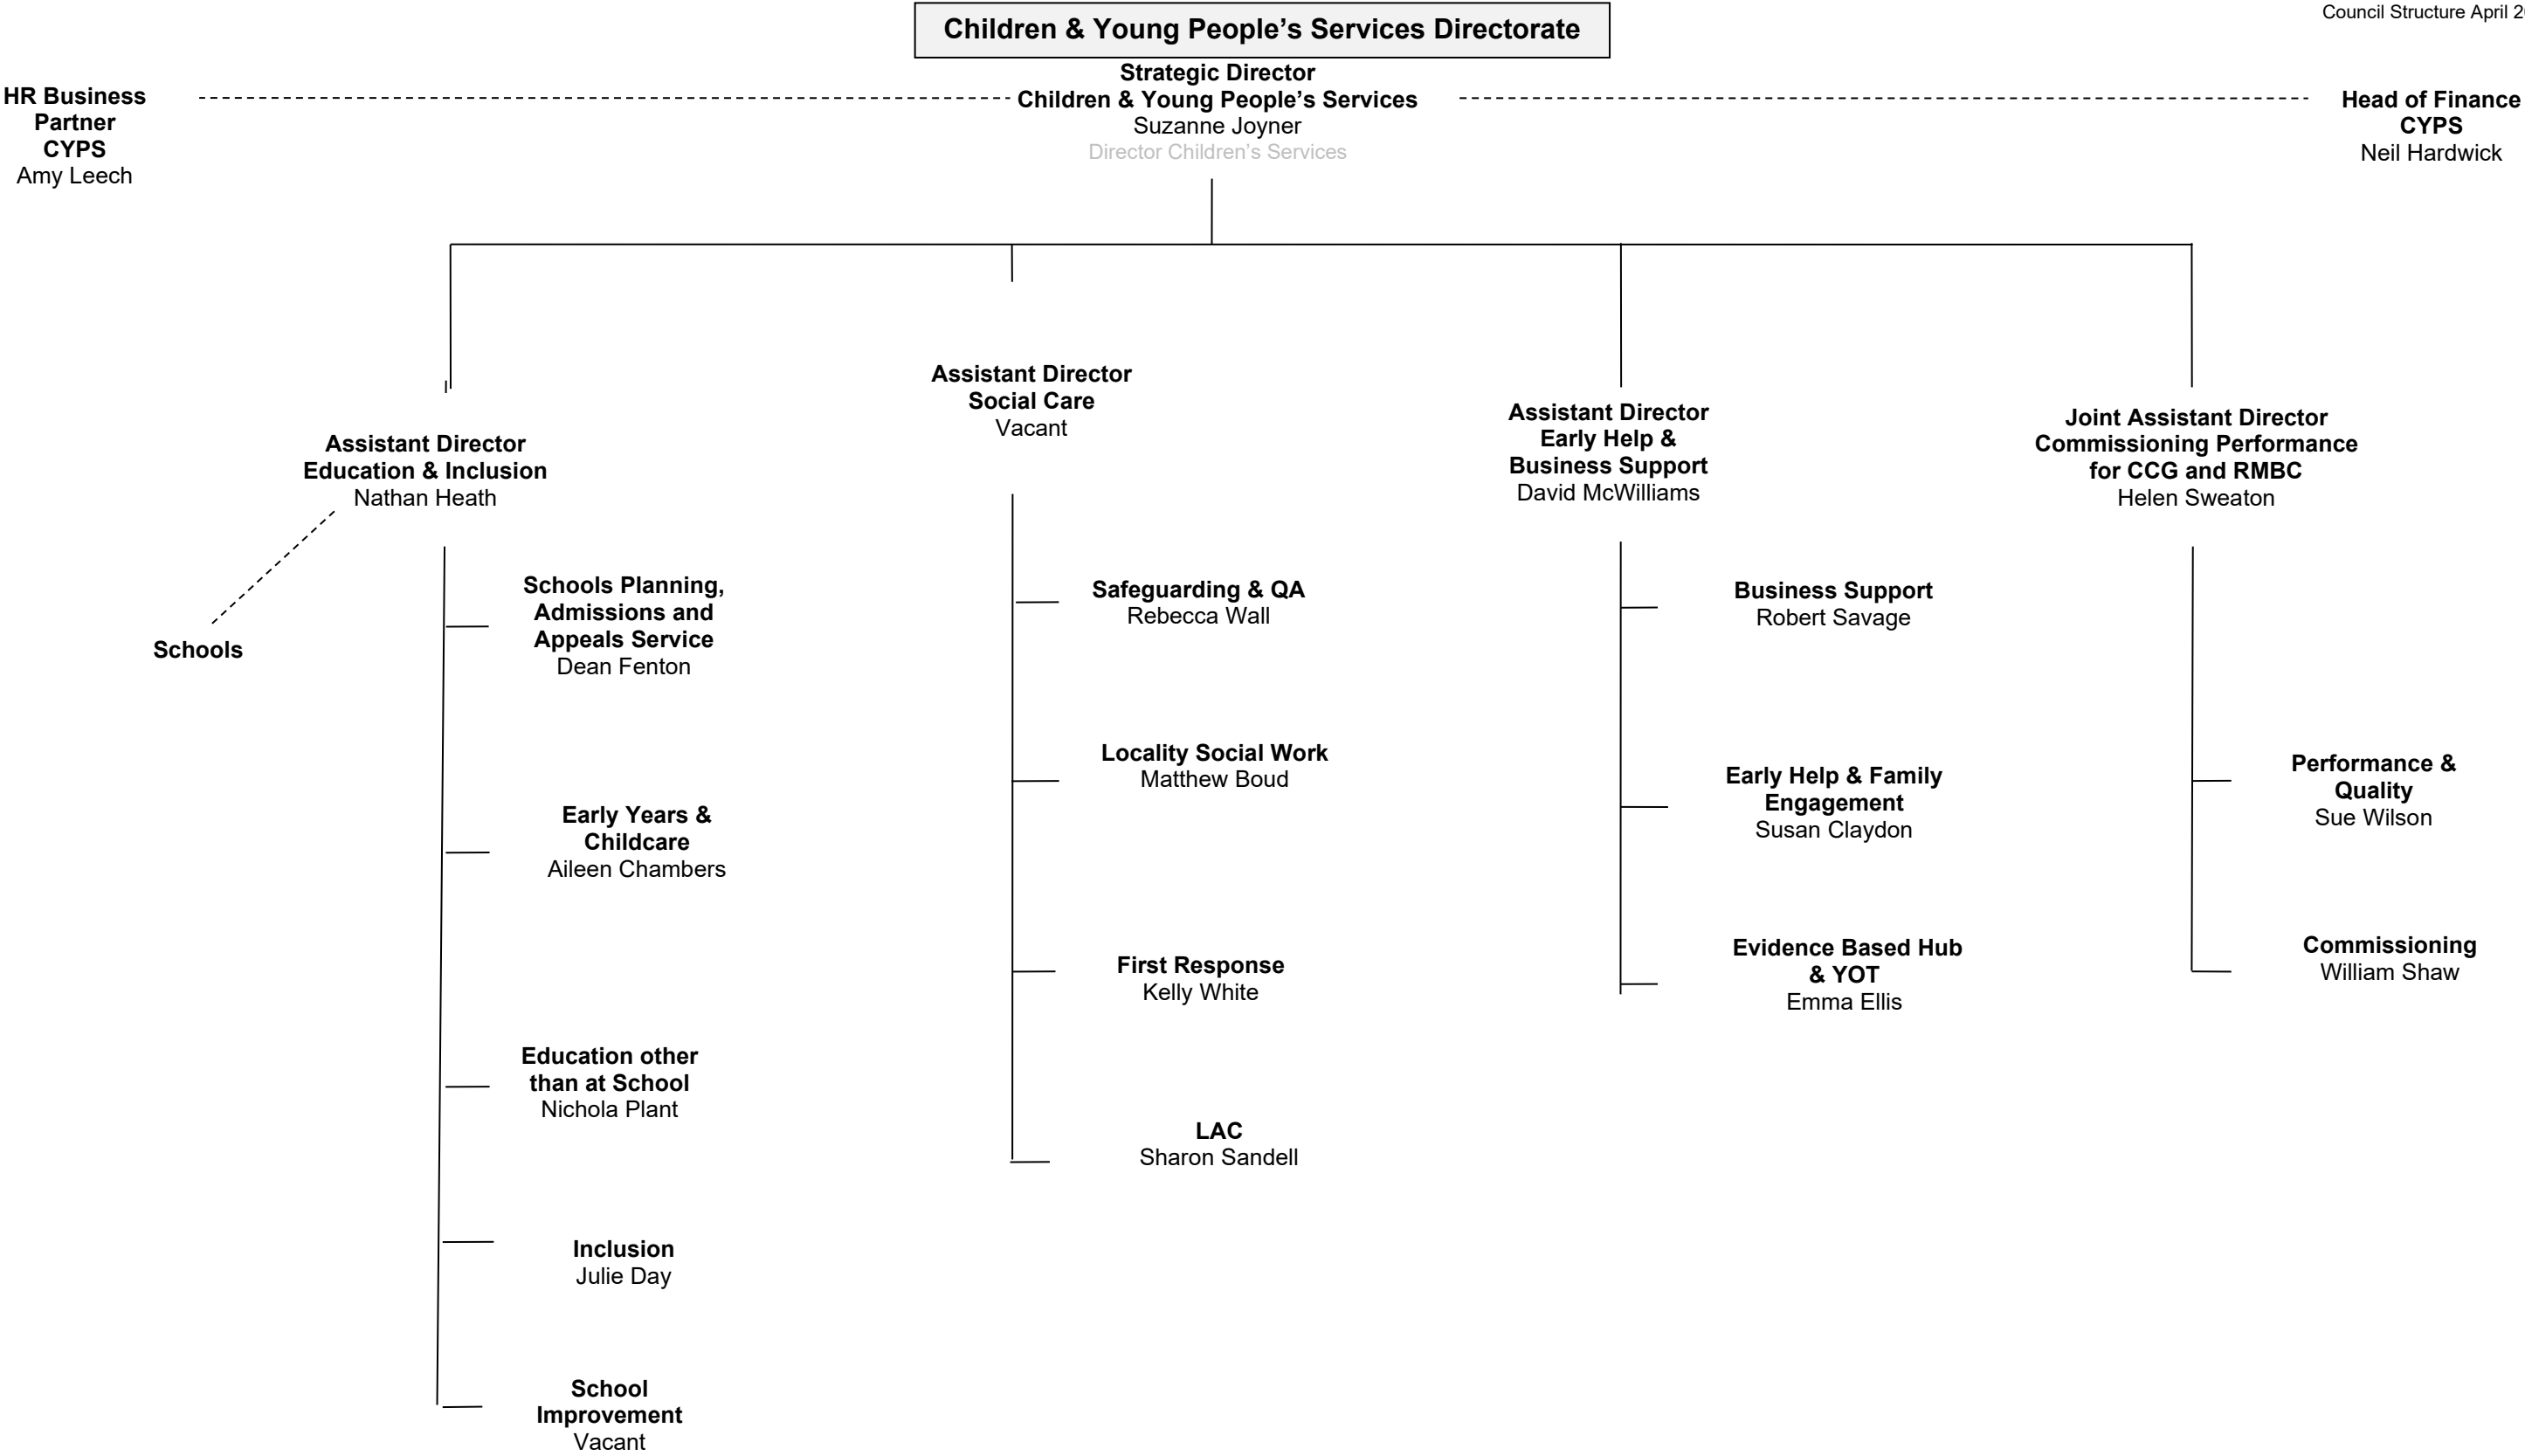 Council Structure April 2
Children & Young People’s Services Directorate
Strategic Director
Children & Young People’s Services
Suzanne Joyner
Director Children’s Services
HR Business
Partner
CYPS
Amy Leech
Head of Finance
CYPS
Neil Hardwick
Assistant Director
Education & Inclusion
Nathan Heath
Schools
Schools Planning,
Admissions and
Appeals Service
Dean Fenton
Early Years &
Childcare
Aileen Chambers
Education other
than at School
Nichola Plant
Inclusion
Julie Day
School
Improvement
Vacant
Assistant Director
Social Care
Vacant
Safeguarding & QA
Rebecca Wall
Locality Social Work
Matthew Boud
First Response
Kelly White
LAC
Sharon Sandell
Assistant Director
Early Help &
Business Support
David McWilliams
Business Support
Robert Savage
Early Help & Family
Engagement
Susan Claydon
Evidence Based Hub
& YOT
Emma Ellis
Joint Assistant Director
Commissioning Performance
for CCG and RMBC
Helen Sweaton
Performance &
Quality
Sue Wilson
Commissioning
William Shaw